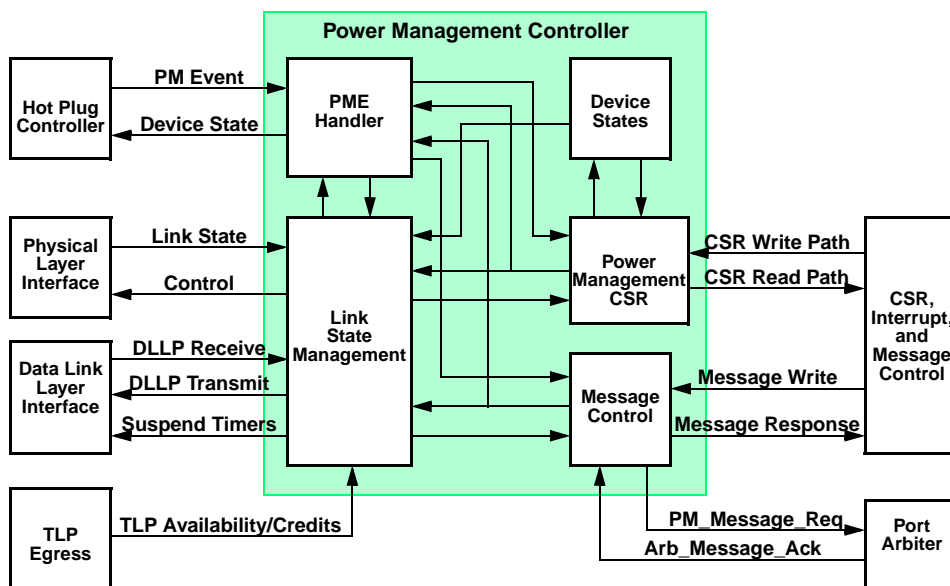 Power Management Controller
Hot Plug
Controller
PM Event
Device State
PME
Handler
Device
States
Physical
Layer
Interface
Link State
Control
Link
State
Management
Power
Management
CSR
CSR Write Path
CSR Read Path
CSR,
Interrupt,
and
Message
Control
Data Link
Layer
Interface
DLLP Receive
DLLP Transmit
Suspend Timers
Message
Control
Message Write
Message Response
TLP
Egress
TLP Availability/Credits
PM_Message_Req
Arb_Message_Ack
Port
Arbiter